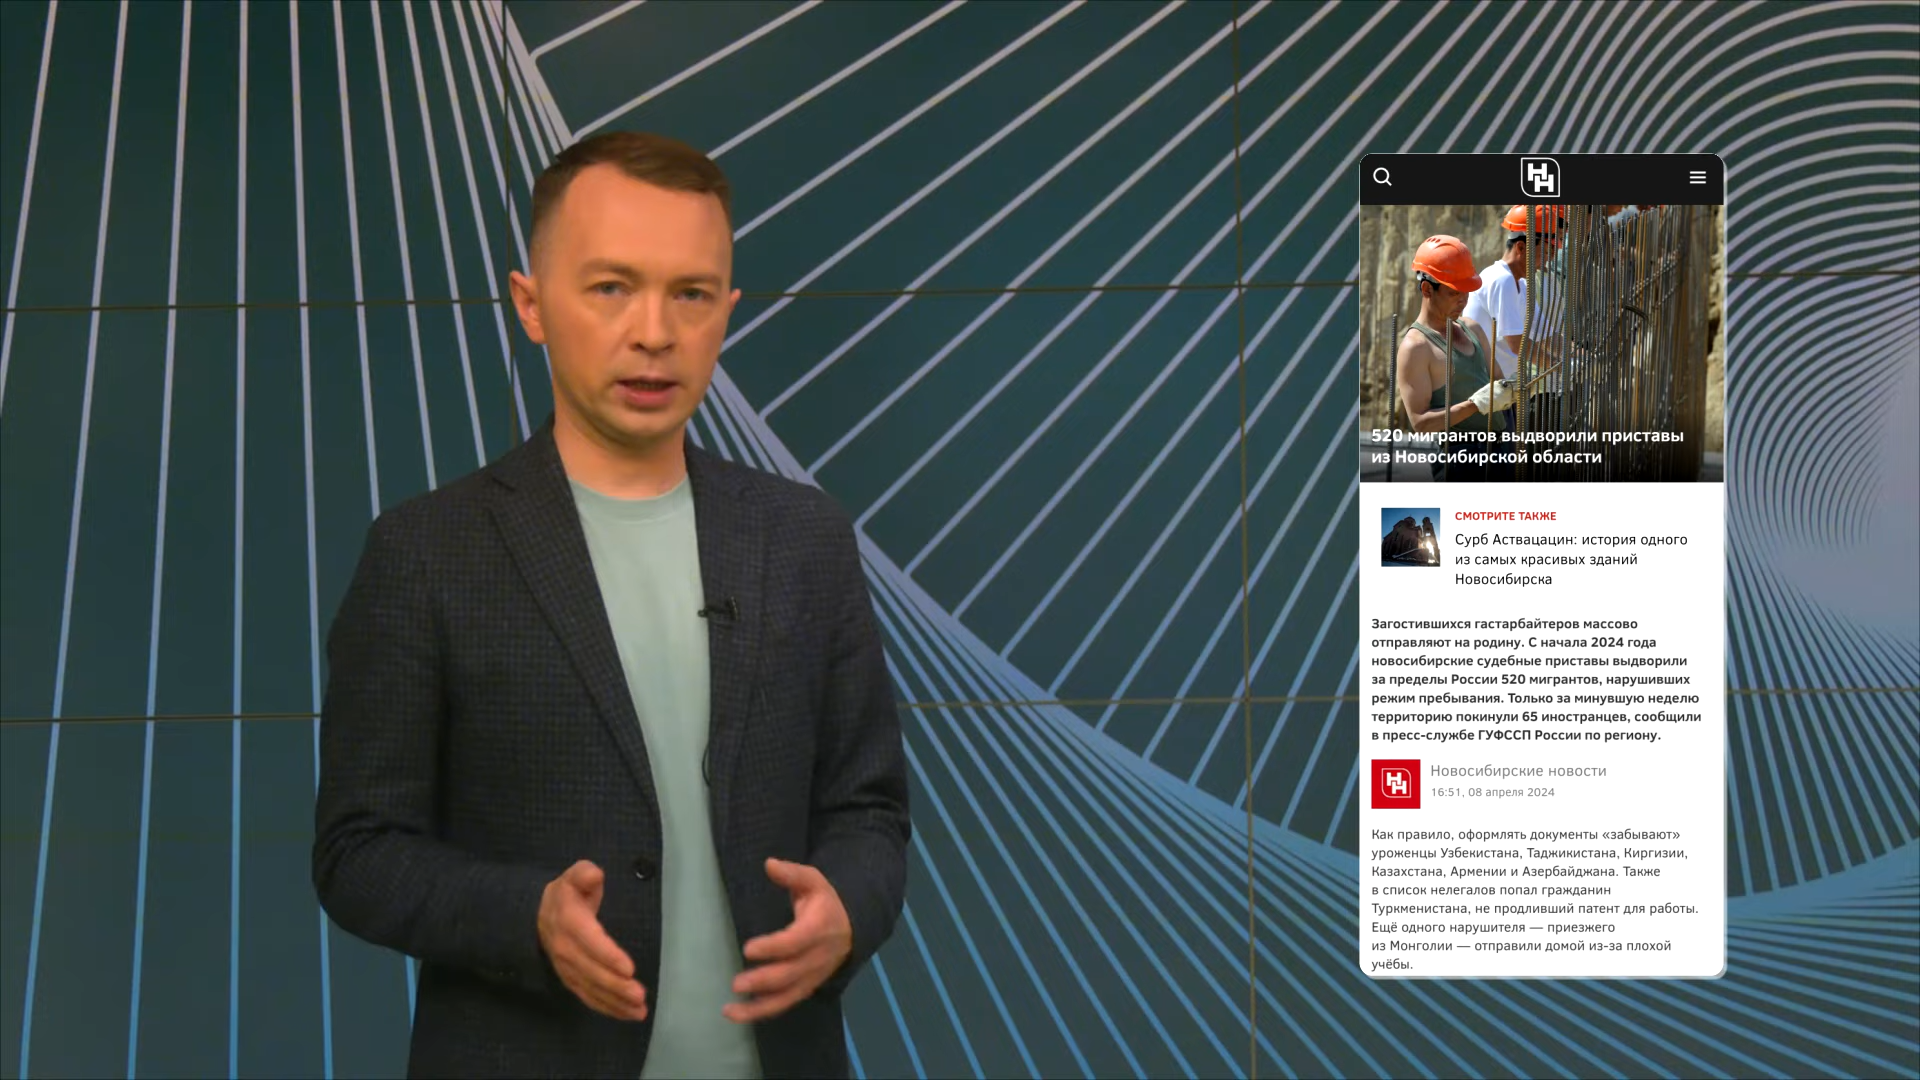 НН
520 мигрантов выдворили приставы
из Новосибирской области
СМОТРИТЕ ТАКЖЕ
Сурб Аствацацин: история одного
из самых красивых зданий
Новосибирска
Загостившихся гастарбайтеров массово
отправляют на родину. С начала 2024 года
новосибирские судебные приставы выдворили
за пределы России 520 мигрантов, нарушивших
режим пребывания. Только за минувшую неделю
территорию покинули 65 иностранцев, сообщили
в пресс-службе ГУФССП России по региону.
НН
Новосибирские новости
16:51, 08 апреля 2024
Как правило, оформлять документы «забывают»
уроженцы Узбекистана, Таджикистана, Киргизии,
Казахстана, Армении и Азербайджана. Также
в список нелегалов попал гражданин
Туркменистана, не продливший патент для работы.
Ещё одного нарушителя — приезжего
из Монголии — отправили домой из-за плохой
учёбы.